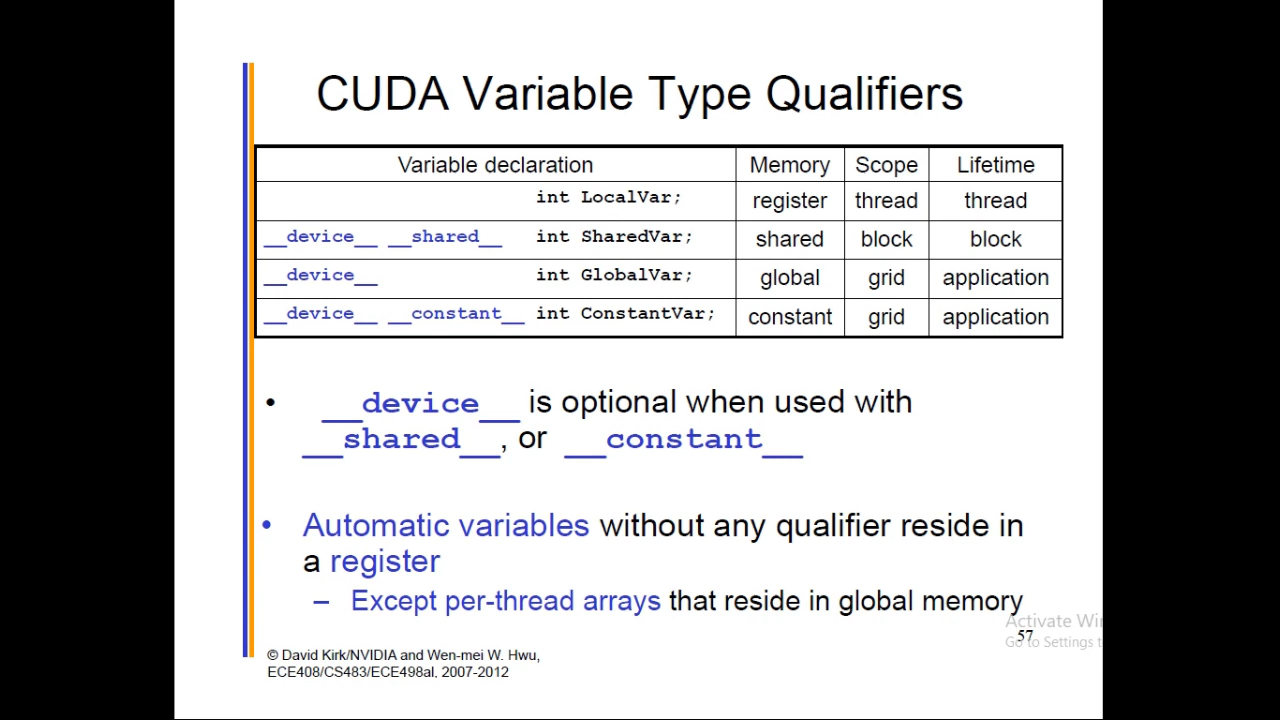 CUDA Variable Type Qualifiers
Variable declaration Memory Scope Lifetime
int LocalVar; register thread thread
__device__ __shared__ int SharedVar; shared block block
__device__ int GlobalVar; global grid application
__device__ __constant__ int ConstantVar; constant grid application
• __device__ is optional when used with
__shared__, or __constant__
• Automatic variables without any qualifier reside in
a register
– Except per-thread arrays that reside in global memory
Activate Wi
57
Go to Settings t
© David Kirk/NVIDIA and Wen-mei W. Hwu,
ECE408/CS483/ECE498al, 2007-2012